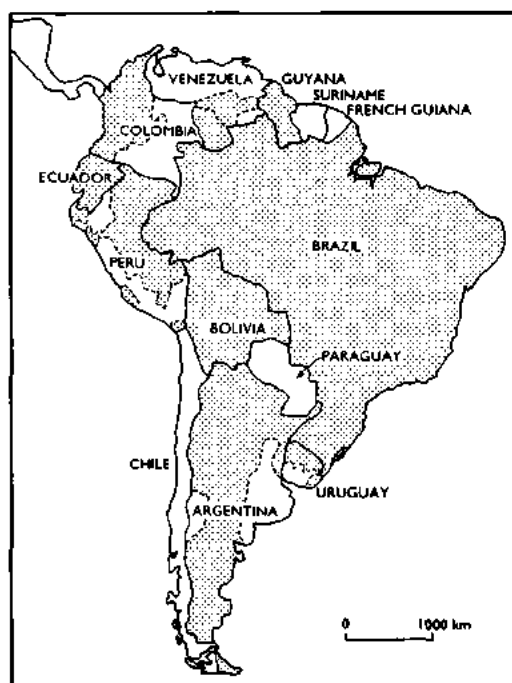 VENEZUELA
GUYANA
SURINAME
FRENCH GUIANA
COLOMBIA
ECUADOR
PERU
BRAZIL
BOLIVIA
PARAGUAY
CHILE
URUGUAY
ARGENTINA
0 1000 km